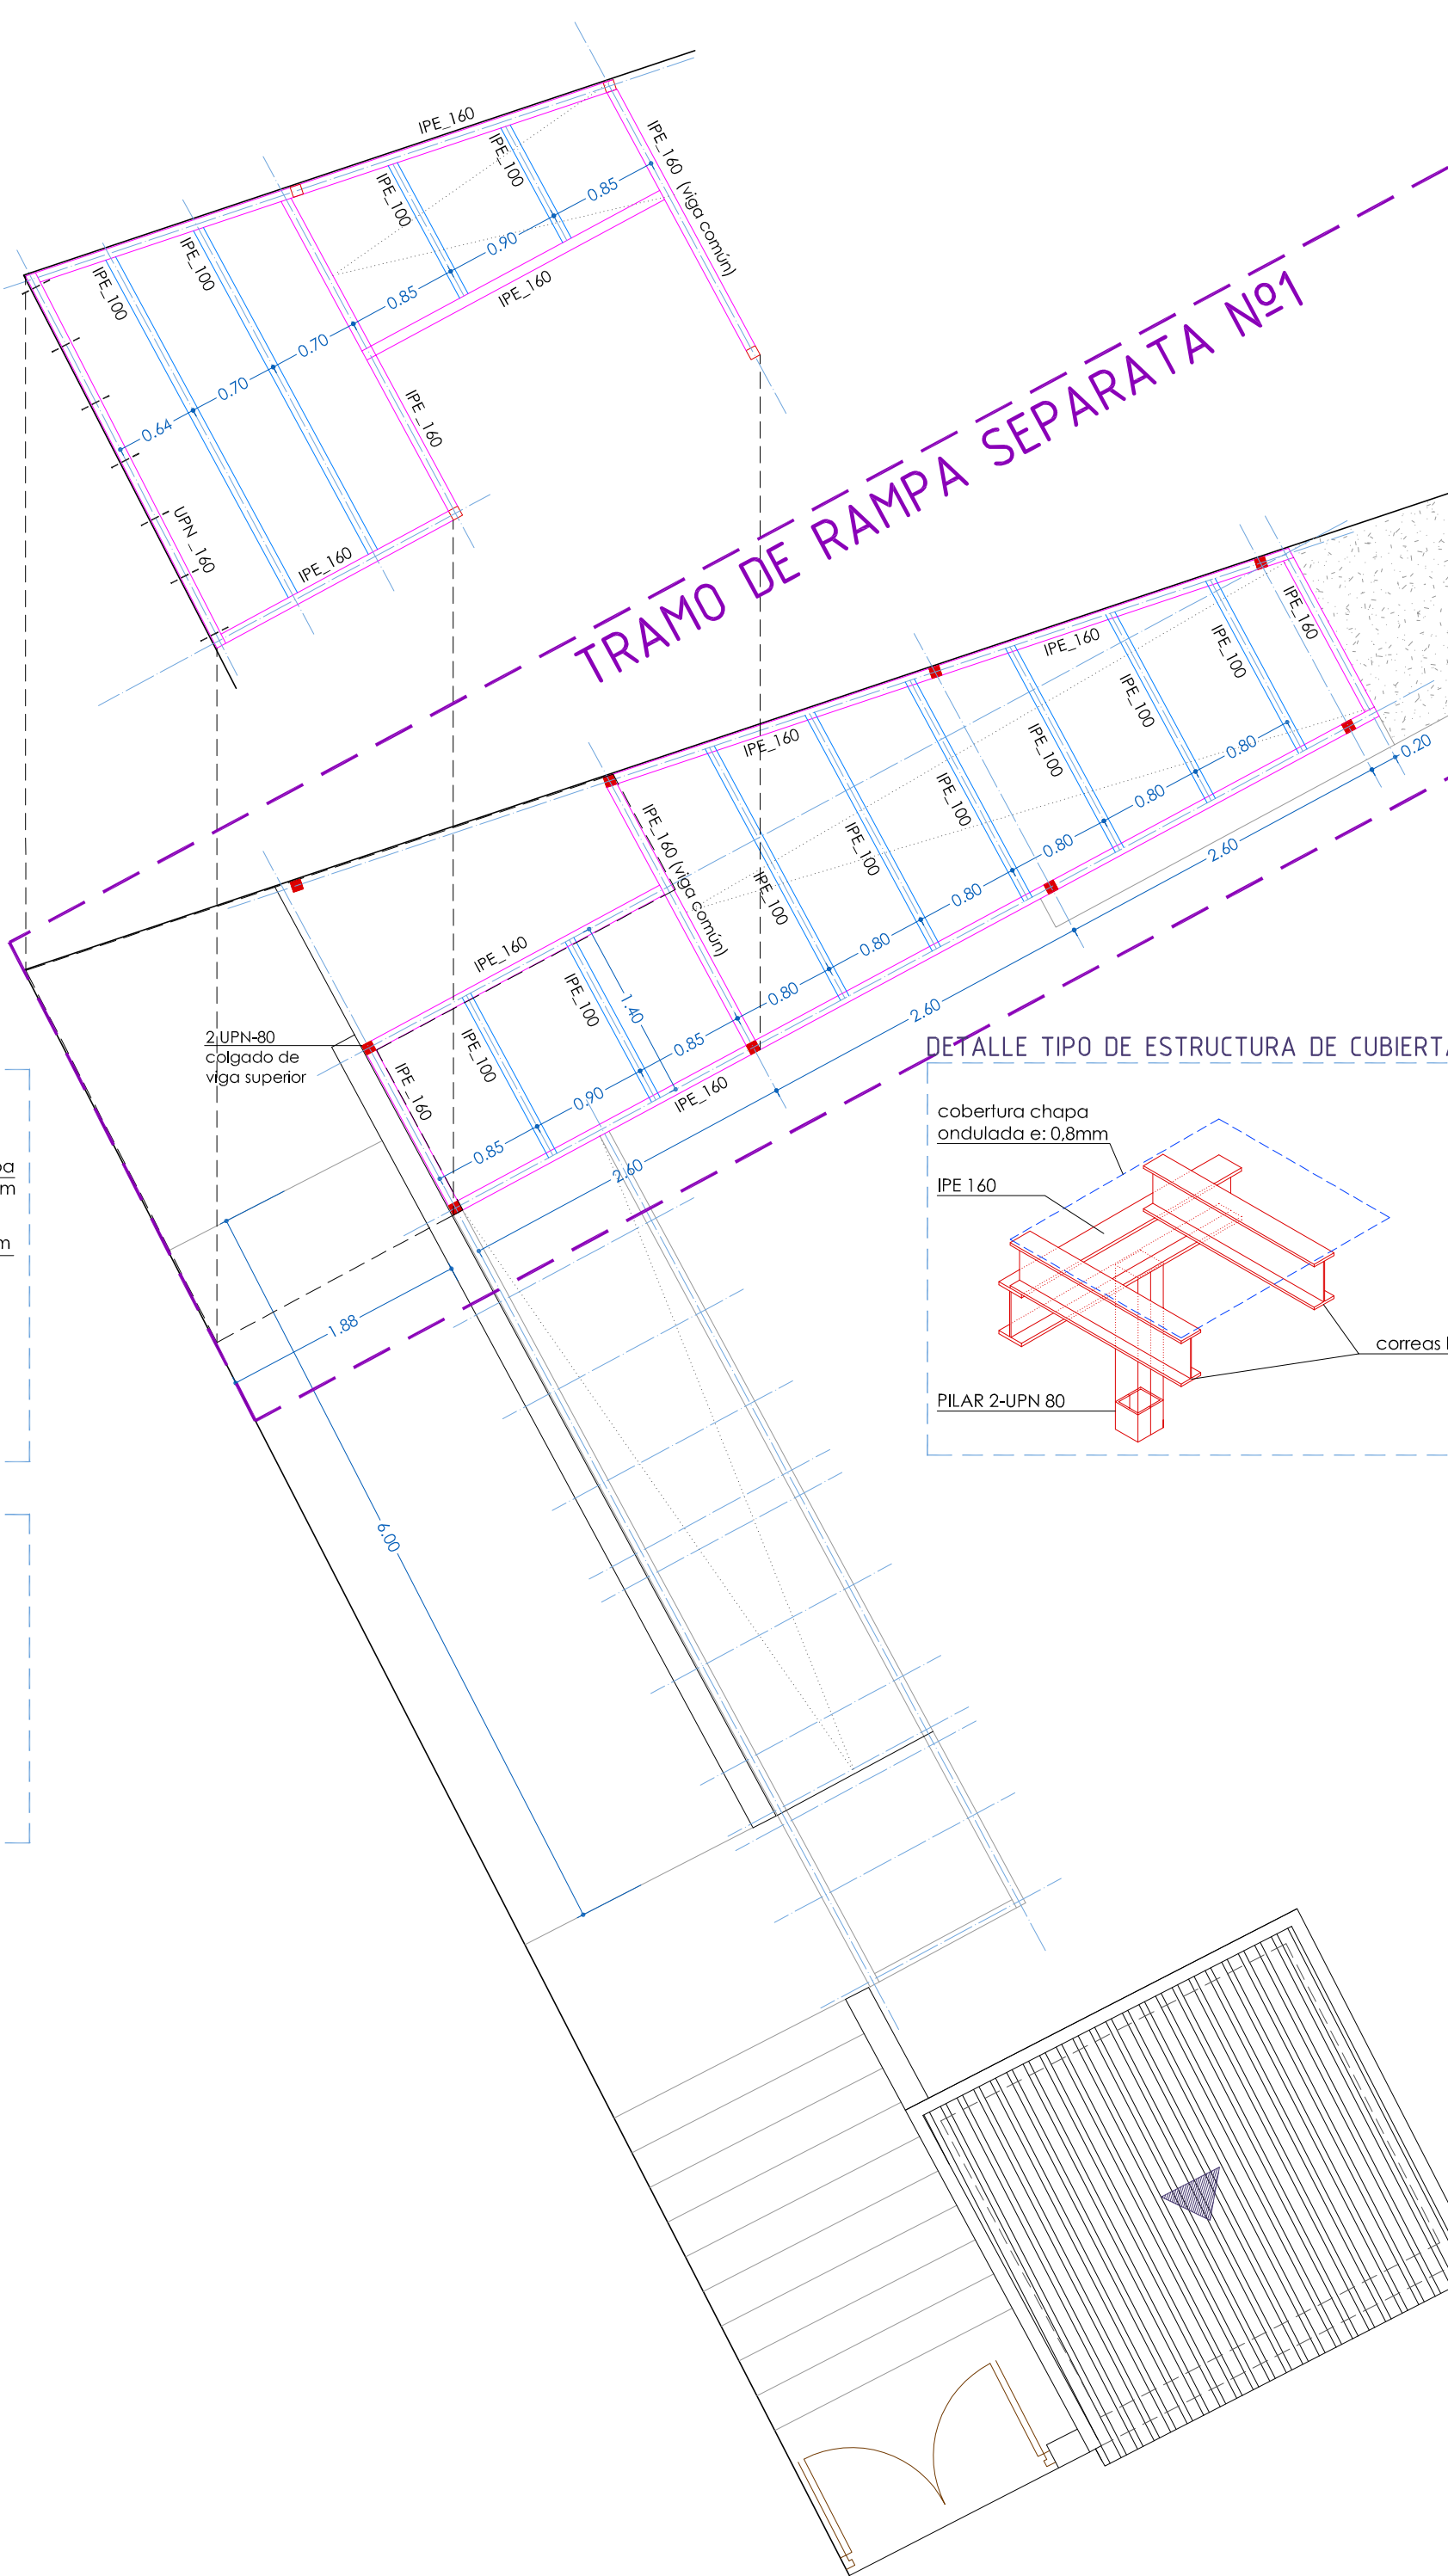 IPE_160
IPE_160 (viga común)
IPE_100
IPE_100
IPE_100
IPE_100
0.64
0.70
0.70
0.85
0.90
0.85
IPE_160
IPE_160
UPN_160
IPE_160
TRAMO DE RAMPA SEPARATA Nº1
IPE_160
IPE_160
IPE_160
IPE_100
IPE_100
IPE_100
IPE_100
IPE_100
IPE_100
IPE_160 (viga común)
0.20
0.80
0.80
0.80
0.80
0.80
0.80
2.60
2.60
2.60
IPE_160
IPE_100
IPE_100
1.40
0.85
0.90
0.85
IPE_160
IPE_160
2 UPN-80
colgado de
viga superior
1.88
6.00
m
m
DETALLE TIPO DE ESTRUCTURA DE CUBIERTA
cobertura chapa
ondulada e: 0,8mm
IPE 160
correas
PILAR 2-UPN 80